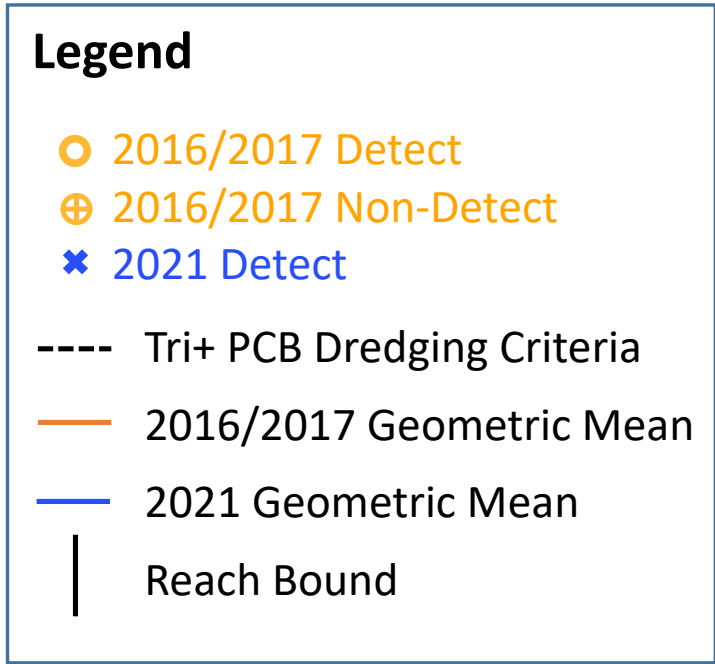 Legend
2016/2017 Detect
2016/2017 Non-Detect
2021 Detect
Tri+ PCB Dredging Criteria
2016/2017 Geometric Mean
2021 Geometric Mean
Reach Bound